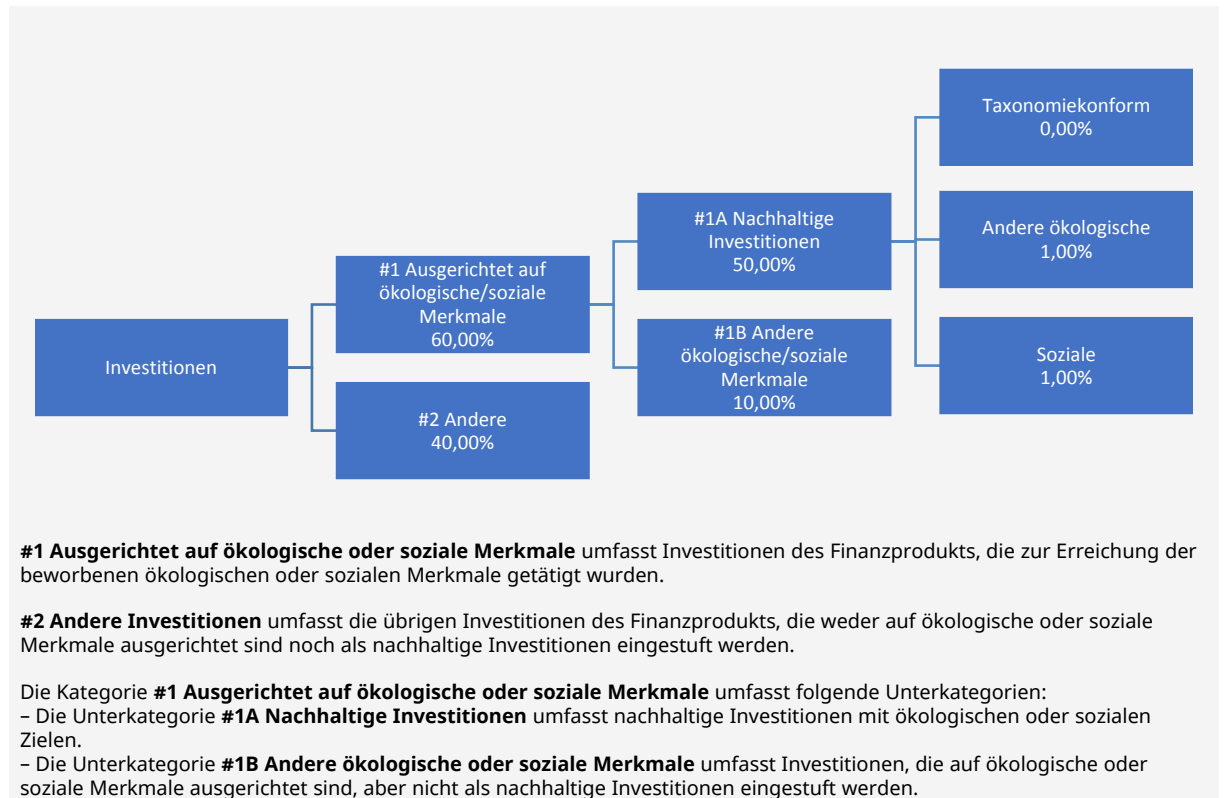 Investitionen
#1 Ausgerichtet auf
ökologische/soziale
Merkmale
60,00%
#2 Andere
40,00%
#1A Nachhaltige
Investitionen
50,00%
#1B Andere
ökologische/soziale
Merkmale
10,00%
Taxonomiekonform
0,00%
Andere ökologische
1,00%
Soziale
1,00%
#1 Ausgerichtet auf ökologische oder soziale Merkmale umfasst Investitionen des Finanzprodukts, die zur Erreichung der
beworbenen ökologischen oder sozialen Merkmale getätigt wurden.
#2 Andere Investitionen umfasst die übrigen Investitionen des Finanzprodukts, die weder auf ökologische oder soziale
Merkmale ausgerichtet sind noch als nachhaltige Investitionen eingestuft werden.
Die Kategorie #1 Ausgerichtet auf ökologische oder soziale Merkmale umfasst folgende Unterkategorien:
– Die Unterkategorie #1A Nachhaltige Investitionen umfasst nachhaltige Investitionen mit ökologischen oder sozialen
Zielen.
– Die Unterkategorie #1B Andere ökologische oder soziale Merkmale umfasst Investitionen, die auf ökologische oder
soziale Merkmale ausgerichtet sind, aber nicht als nachhaltige Investitionen eingestuft werden.